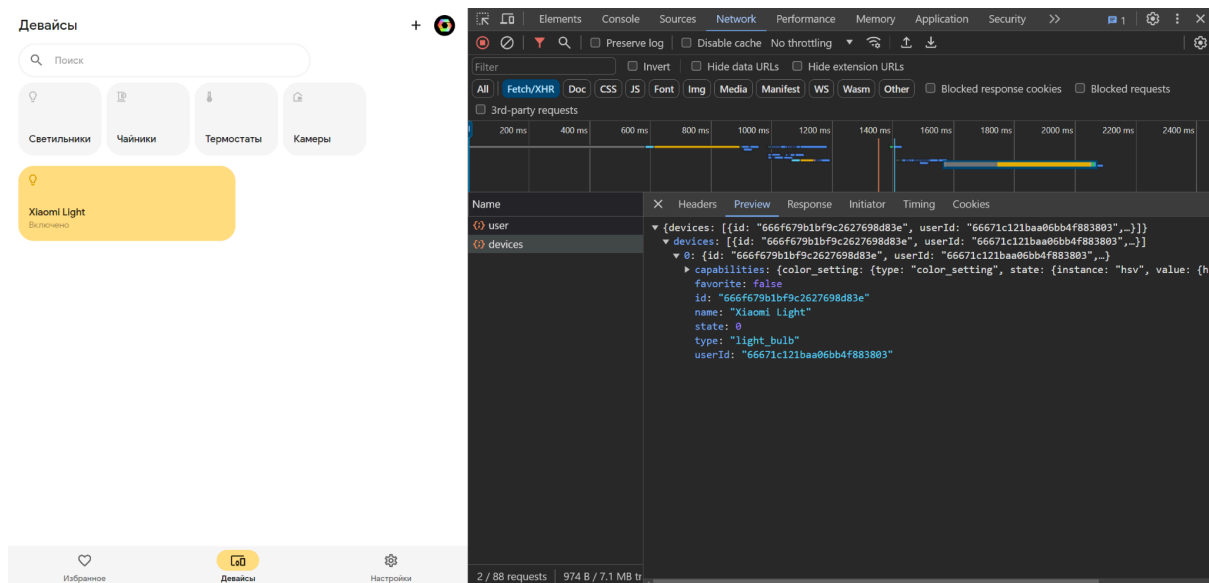 Девайсы
+
Поиск
Светильники
Чайники
Термостаты
Камеры
Xiaomi Light
Включено
Избранное
Девайсы
Настройки
Elements Console Sources Network Performance Memory Application Security >> 1
Preserve log Disable cache No throttling
Filter Invert Hide data URLs Hide extension URLs
All Fetch/XHR Doc CSS JS Font Img Media Manifest WS Wasm Other Blocked response cookies Blocked requests
3rd-party requests
200 ms 400 ms 600 ms 800 ms 1000 ms 1200 ms 1400 ms 1600 ms 1800 ms 2000 ms 2200 ms 2400 ms
Name
user
devices
Headers Preview Response Initiator Timing Cookies
{devices: [{id: "666f679b1bf9c2627698d83e", userId: "66671c121baa06bb4f883803",…}]}
devices: [{id: "666f679b1bf9c2627698d83e", userId: "66671c121baa06bb4f883803",…}]
0: {id: "666f679b1bf9c2627698d83e", userId: "66671c121baa06bb4f883803",…}
capabilities: {color_setting: {type: "color_setting", state: {instance: "hsv", value: {h
favorite: false
id: "666f679b1bf9c2627698d83e"
name: "Xiaomi Light"
state: 0
type: "light_bulb"
userId: "66671c121baa06bb4f883803"
2 / 88 requests 974 B / 7.1 MB tr